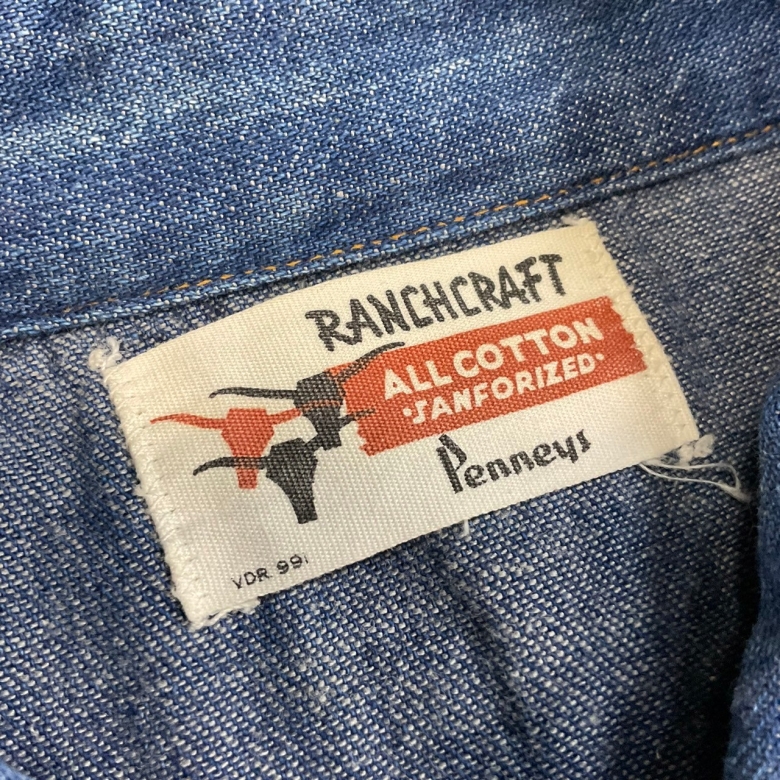 RANCHCRAFT
ALL COTTON
•SANFORIZED•
Penneys
VDR 99